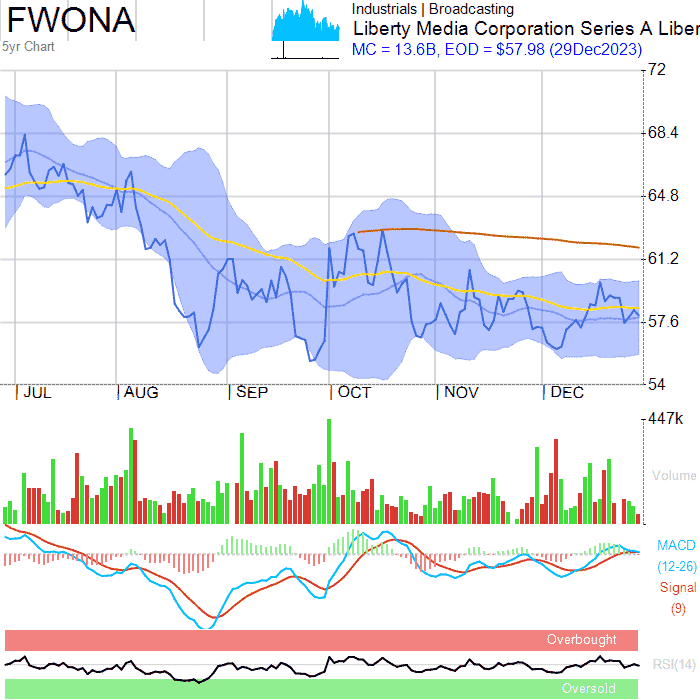 FWONA
5yr Chart
Industrials | Broadcasting
Liberty Media Corporation Series A Liber
MC = 13.6B, EOD = $57.98 (29Dec2023)
72
68.4
64.8
61.2
57.6
54
JUL AUG SEP OCT NOV DEC
447k
Volume
MACD
(12-26)
Signal
(9)
Overbought
RSI(14)
Oversold